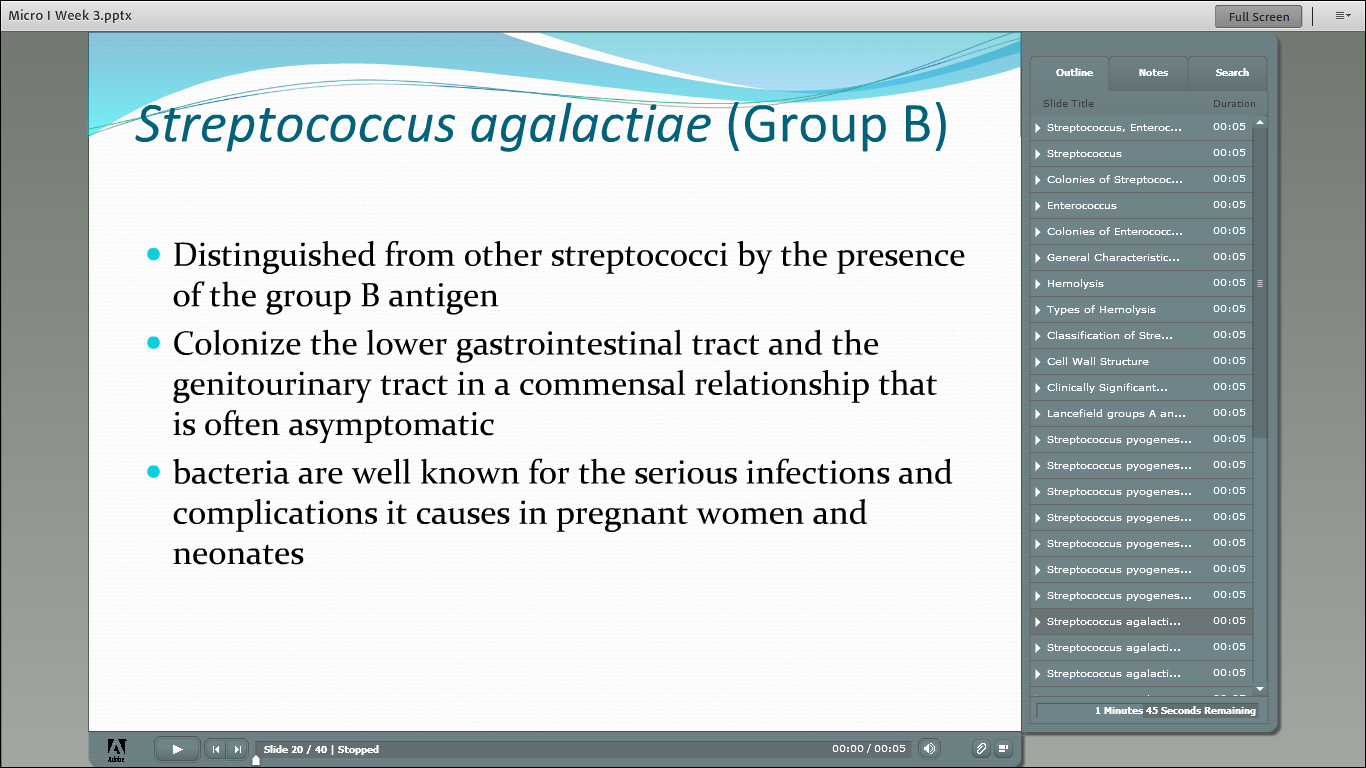 Micro I Week 3.pptx
Full Screen
Streptococcus agalactiae (Group B)
Distinguished from other streptococci by the presence
of the group B antigen
Colonize the lower gastrointestinal tract and the
genitourinary tract in a commensal relationship that
is often asymptomatic
bacteria are well known for the serious infections and
complications it causes in pregnant women and
neonates
Outline Notes Search
Slide Title Duration
Streptococcus, Enteroc... 00:05
Streptococcus 00:05
Colonies of Streptococ... 00:05
Enterococcus 00:05
Colonies of Enterococc... 00:05
General Characteristic... 00:05
Hemolysis 00:05
Types of Hemolysis 00:05
Classification of Stre... 00:05
Cell Wall Structure 00:05
Clinically Significant... 00:05
Lancefield groups A an... 00:05
Streptococcus pyogenes... 00:05
Streptococcus pyogenes... 00:05
Streptococcus pyogenes... 00:05
Streptococcus pyogenes... 00:05
Streptococcus pyogenes... 00:05
Streptococcus pyogenes... 00:05
Streptococcus pyogenes... 00:05
Streptococcus agalacti... 00:05
Streptococcus agalacti... 00:05
Streptococcus agalacti... 00:05
1 Minutes 45 Seconds Remaining
Adobe
Slide 20 / 40 | Stopped
00:00 / 00:05